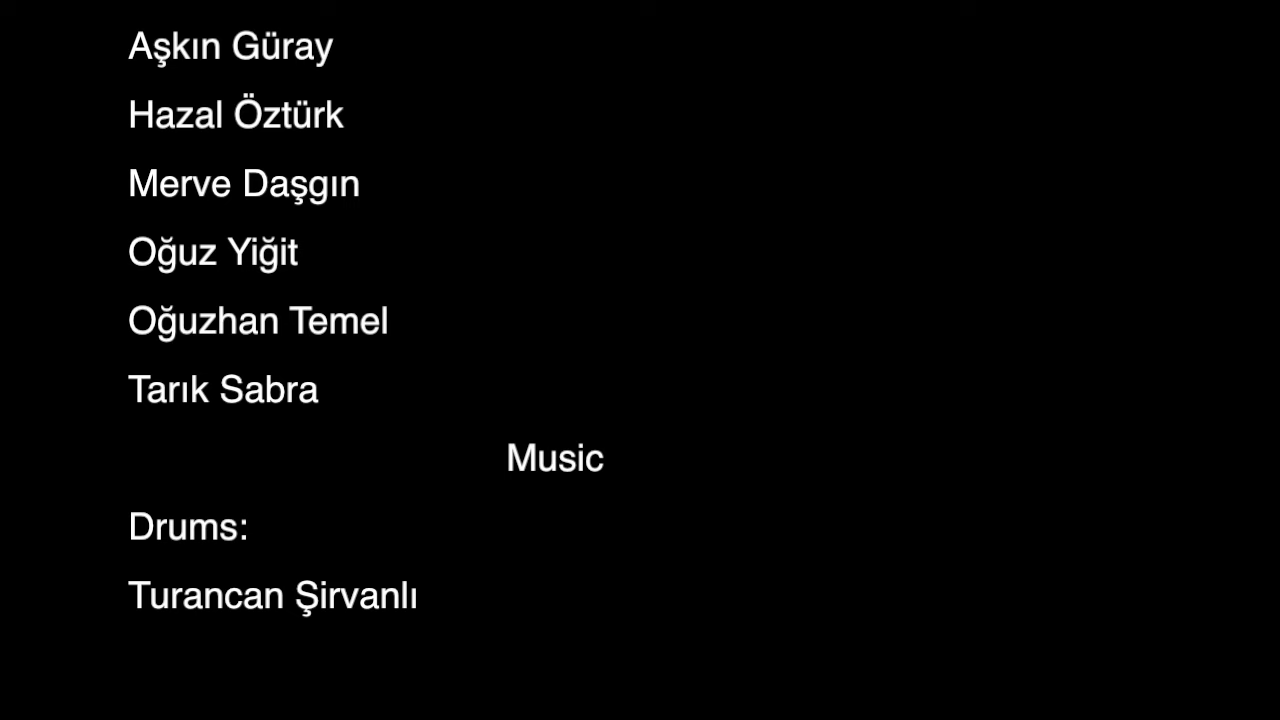 Aşkın Güray
Hazal Öztürk
Merve Daşgın
Oğuz Yiğit
Oğuzhan Temel
Tarık Sabra
Music
Drums:
Turancan Şirvanlı